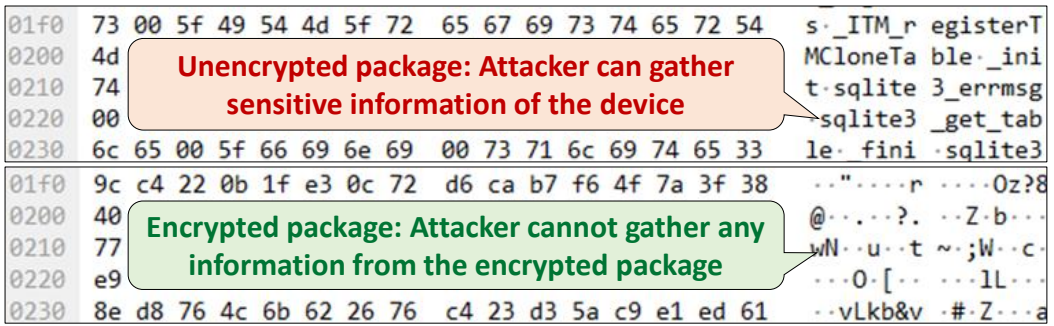 01f0 73 00 5f 49 54 4d 5f 72 65 67 69 73 74 65 72 54 s·_ITM_r egisterT
0200 4d MCloneTa ble·_ini
Unencrypted package: Attacker can gather
0210 74 t·sqlite 3_errmsg
sensitive information of the device
0220 00 ·sqlite3 _get_tab
0230 6c 65 00 5f 66 69 6e 69 00 73 71 6c 69 74 65 33 le·_fini ·sqlite3
01f0 9c c4 22 0b 1f e3 0c 72 d6 ca b7 f6 4f 7a 3f 38 ··"····r ····Oz?8
0200 40 @··.··?. ··Z·b···
Encrypted package: Attacker cannot gather any
0210 77 wN··u··t ~·;W··c·
information from the encrypted package
0220 e9 ···O·[·· ···lL···
0230 8e d8 76 4c 6b 62 26 76 c4 23 d3 5a c9 e1 ed 61 ··vLkb&v ·#·Z···a